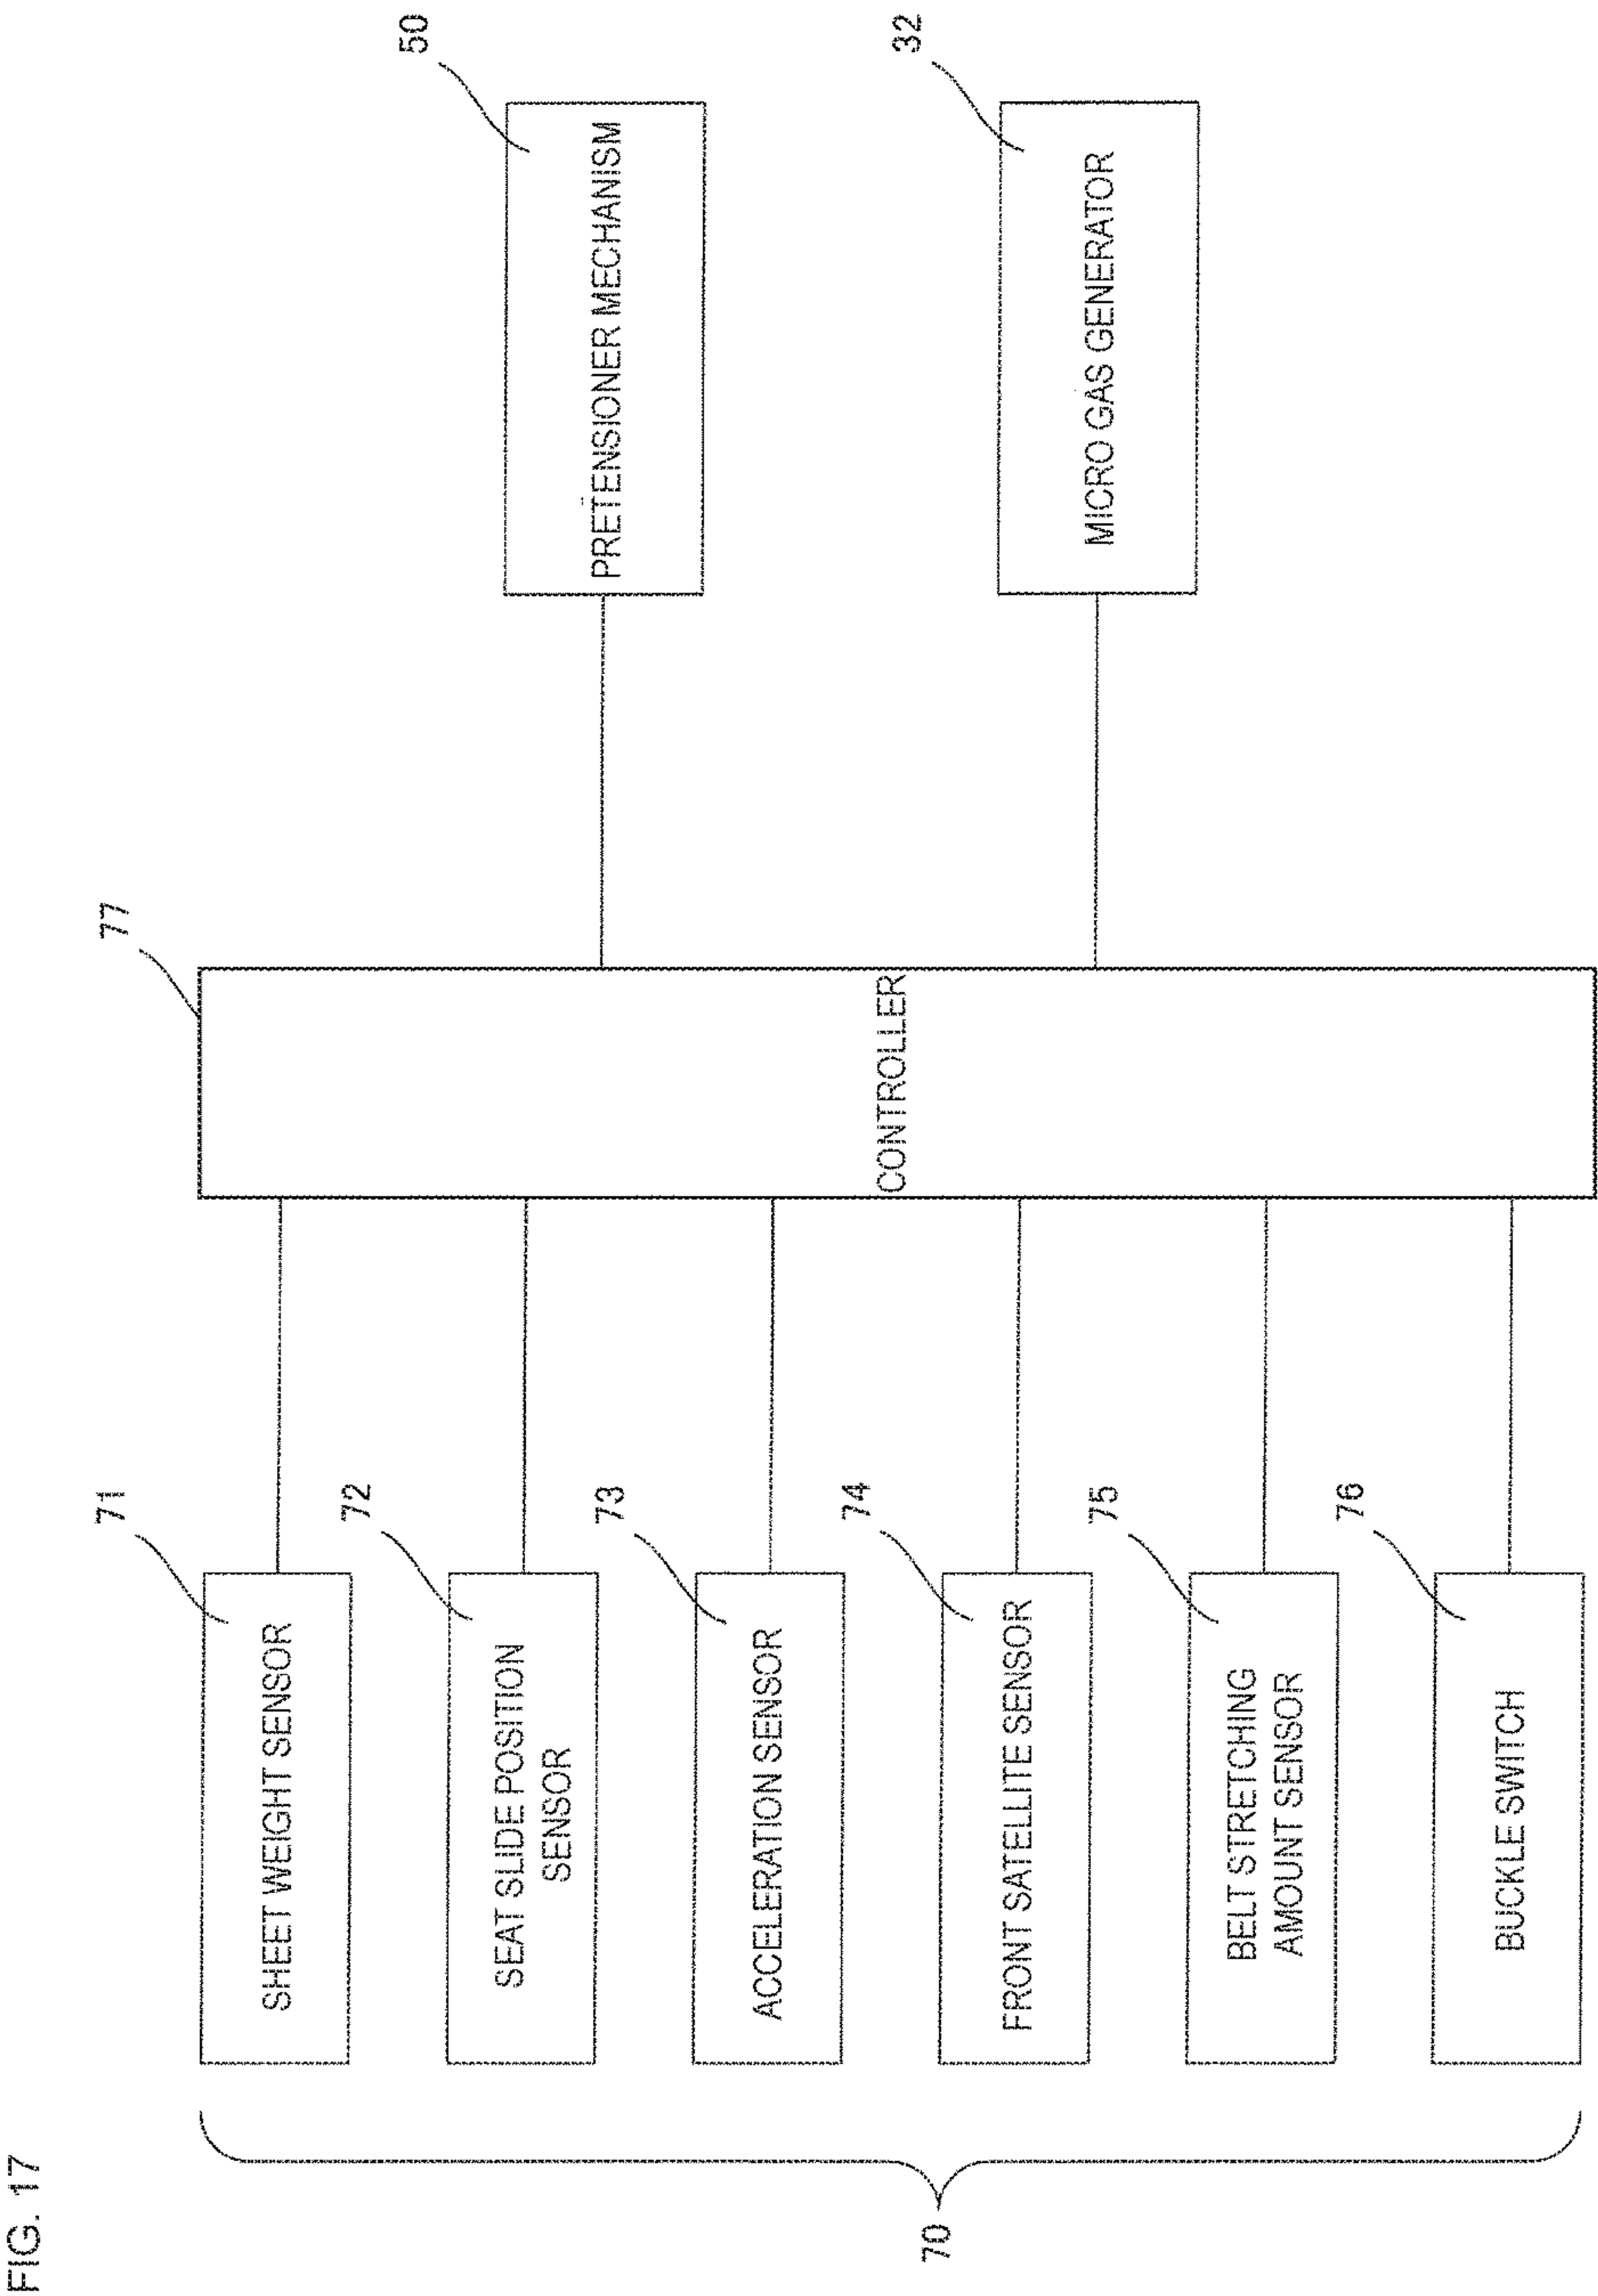 FIG. 17
70
71
SHEET WEIGHT SENSOR
72
SEAT SLIDE POSITION
SENSOR
73
ACCELERATION SENSOR
74
FRONT SATELLITE SENSOR
75
BELT STRETCHING
AMOUNT SENSOR
76
BUCKLE SWITCH
77
CONTROLLER
50
PRETENSIONER MECHANISM
32
MICRO GAS GENERATOR